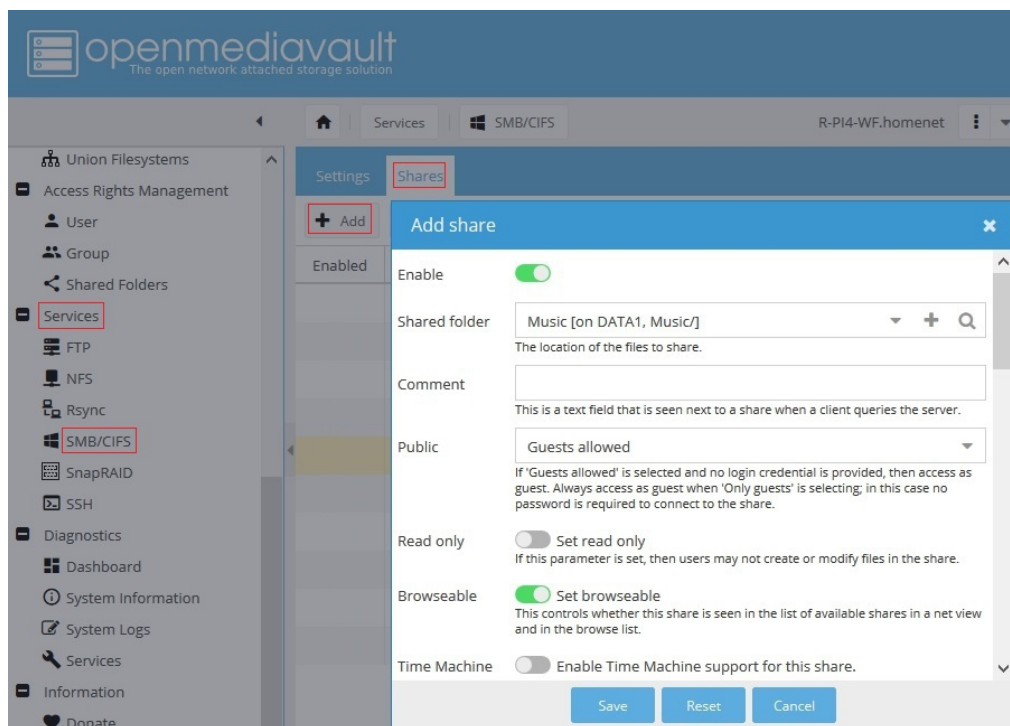 openmediavault
The open network attached storage solution
Services
SMB/CIFS
R-PI4-WF.homenet
Union Filesystems
Access Rights Management
User
Group
Shared Folders
Services
FTP
NFS
Rsync
SMB/CIFS
SnapRAID
SSH
Diagnostics
Dashboard
System Information
System Logs
Services
Information
Donate
Settings
Shares
Add
Enabled
Add share
Enable
Shared folder
Music [on DATA1, Music/]
The location of the files to share.
Comment
This is a text field that is seen next to a share when a client queries the server.
Public
Guests allowed
If 'Guests allowed' is selected and no login credential is provided, then access as
guest. Always access as guest when 'Only guests' is selecting; in this case no
password is required to connect to the share.
Read only
Set read only
If this parameter is set, then users may not create or modify files in the share.
Browseable
Set browseable
This controls whether this share is seen in the list of available shares in a net view
and in the browse list.
Time Machine
Enable Time Machine support for this share.
Save
Reset
Cancel